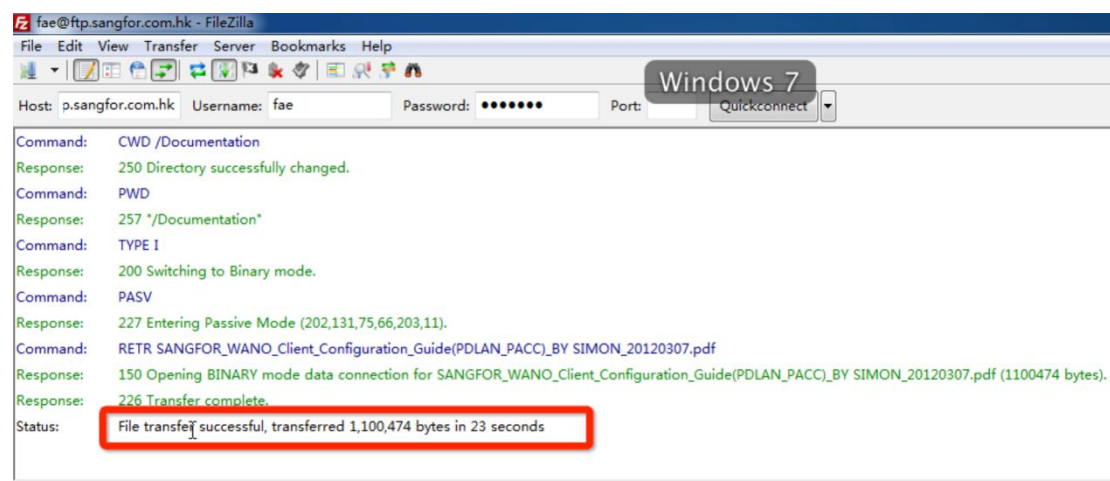 fae@ftp.sangfor.com.hk - FileZilla
File Edit View Transfer Server Bookmarks Help
Windows 7
Host: p.sangfor.com.hk Username: fae Password: ●●●●●●● Port: Quickconnect
Command: CWD /Documentation
Response: 250 Directory successfully changed.
Command: PWD
Response: 257 "/Documentation"
Command: TYPE I
Response: 200 Switching to Binary mode.
Command: PASV
Response: 227 Entering Passive Mode (202,131,75,66,203,11).
Command: RETR SANGFOR_WANO_Client_Configuration_Guide(PDLAN_PACC)_BY SIMON_20120307.pdf
Response: 150 Opening BINARY mode data connection for SANGFOR_WANO_Client_Configuration_Guide(PDLAN_PACC)_BY SIMON_20120307.pdf (1100474 bytes).
Response: 226 Transfer complete.
Status: File transfer successful, transferred 1,100,474 bytes in 23 seconds